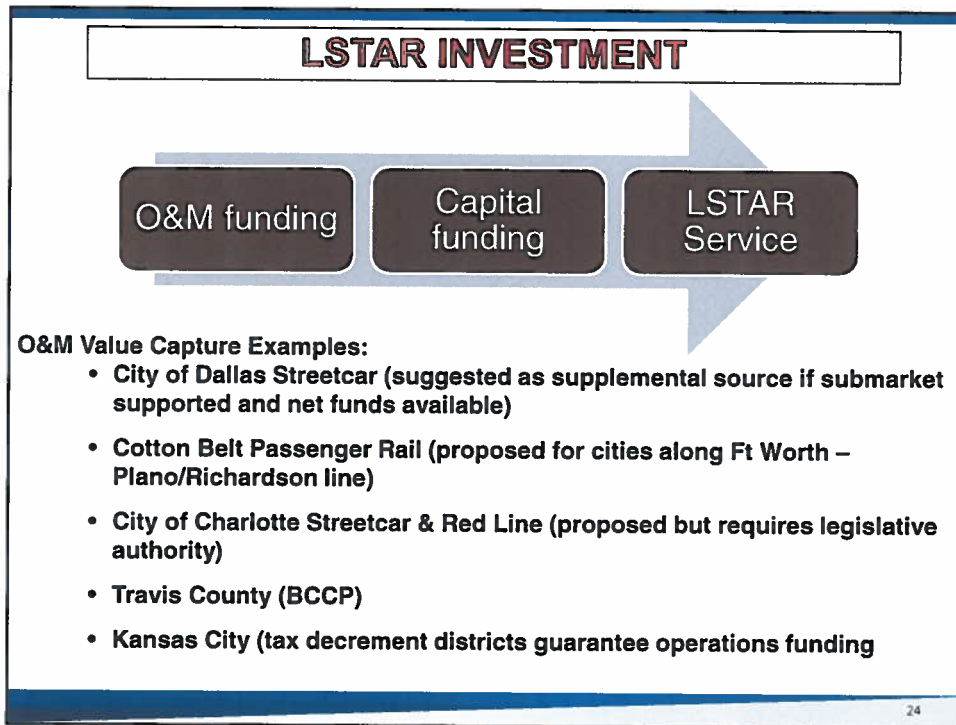 LSTAR INVESTMENT
O&M funding
Capital
funding
LSTAR
Service
O&M Value Capture Examples:
• City of Dallas Streetcar (suggested as supplemental source if submarket
supported and net funds available)
• Cotton Belt Passenger Rail (proposed for cities along Ft Worth –
Plano/Richardson line)
• City of Charlotte Streetcar & Red Line (proposed but requires legislative
authority)
• Travis County (BCCP)
• Kansas City (tax decrement districts guarantee operations funding
24